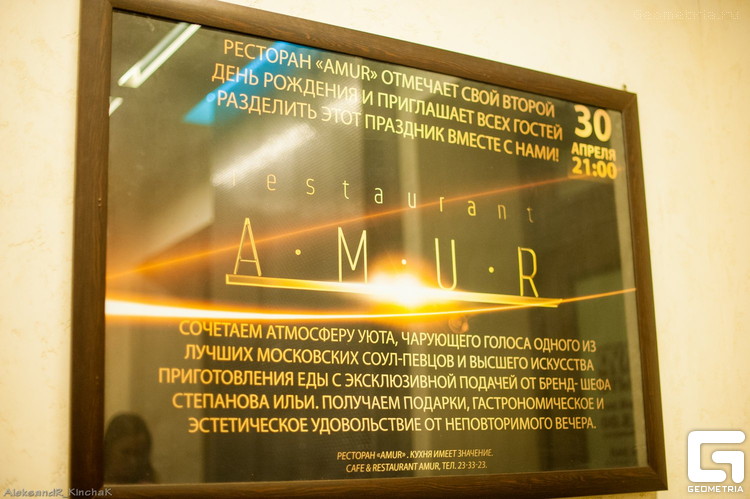 РЕСТОРАН «AMUR» ОТМЕЧАЕТ СВОЙ ВТОРОЙ
ДЕНЬ РОЖДЕНИЯ И ПРИГЛАШАЕТ ВСЕХ ГОСТЕЙ
РАЗДЕЛИТЬ ЭТОТ ПРАЗДНИК ВМЕСТЕ С НАМИ!
30
АПРЕЛЯ
21:00
restaurant
A·M·U·R
СОЧЕТАЕМ АТМОСФЕРУ УЮТА, ЧАРУЮЩЕГО ГОЛОСА ОДНОГО ИЗ
ЛУЧШИХ МОСКОВСКИХ СОУЛ-ПЕВЦОВ И ВЫСШЕГО ИСКУССТВА
ПРИГОТОВЛЕНИЯ ЕДЫ С ЭКСКЛЮЗИВНОЙ ПОДАЧЕЙ ОТ БРЕНД- ШЕФА
СТЕПАНОВА ИЛЬИ. ПОЛУЧАЕМ ПОДАРКИ, ГАСТРОНОМИЧЕСКОЕ И
ЭСТЕТИЧЕСКОЕ УДОВОЛЬСТВИЕ ОТ НЕПОВТОРИМОГО ВЕЧЕРА.
РЕСТОРАН «AMUR» . КУХНЯ ИМЕЕТ ЗНАЧЕНИЕ.
CAFE & RESTAURANT AMUR, ТЕЛ. 23-33-23.
AleksandR_KinchaK
GEOMETRIA